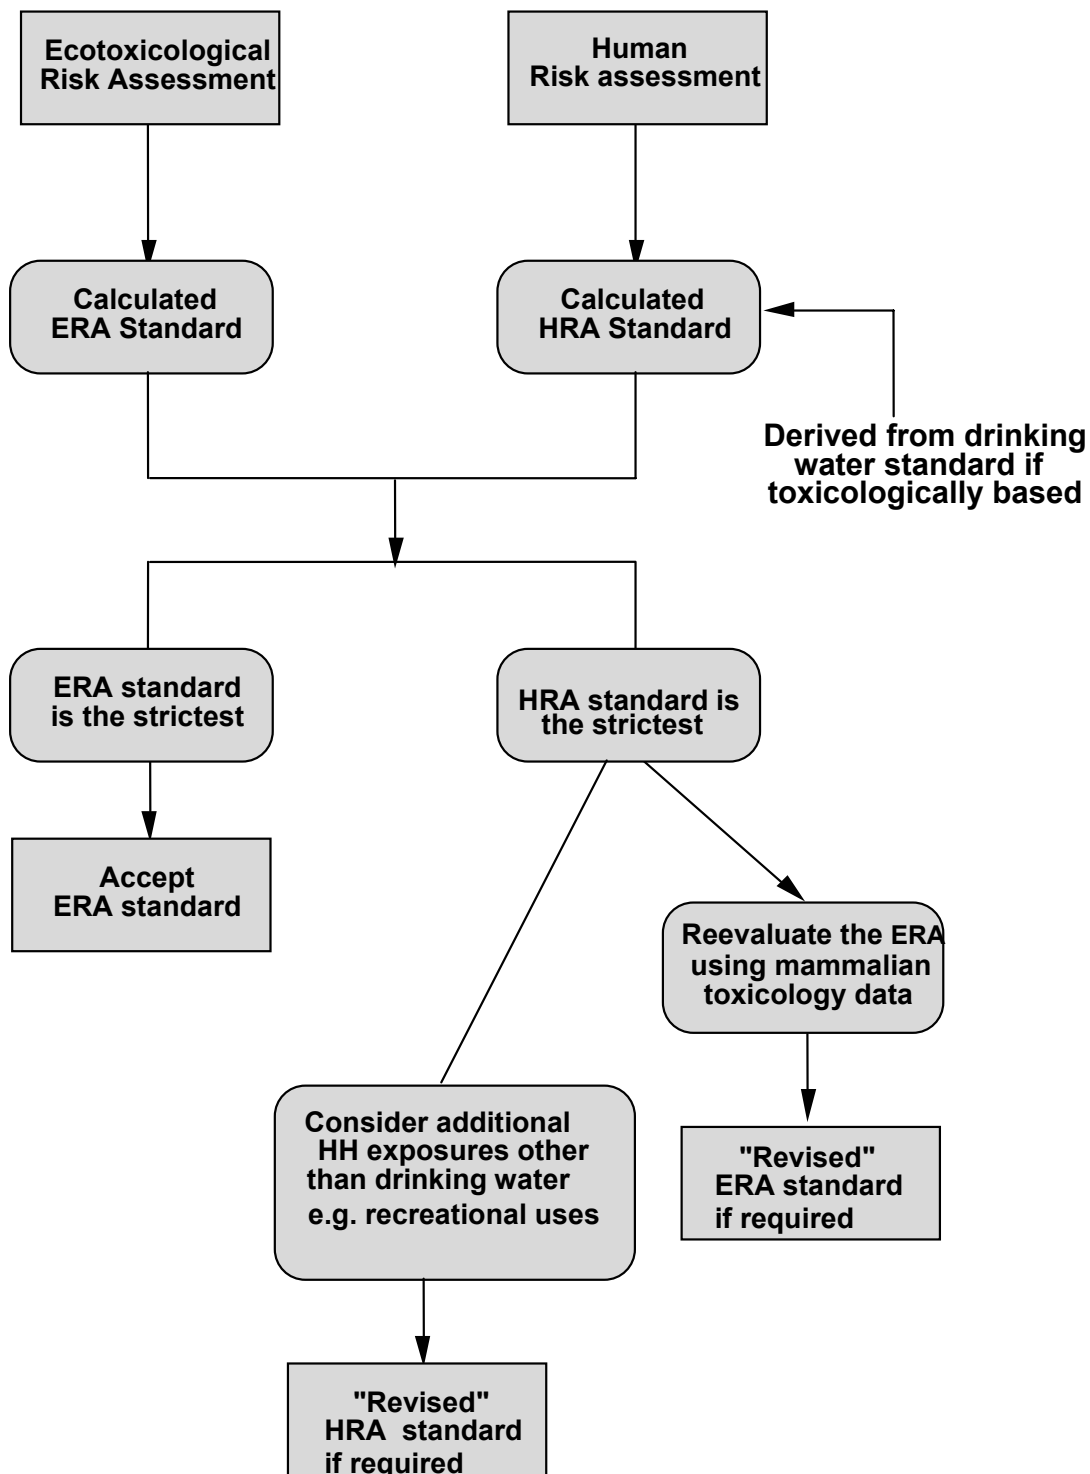 Ecotoxicological
Risk Assessment
Human
Risk assessment
Calculated
ERA Standard
Calculated
HRA Standard
Derived from drinking
water standard if
toxicologically based
ERA standard
is the strictest
HRA standard is
the strictest
Accept
ERA standard
Reevaluate the ERA
using mammalian
toxicology data
Consider additional
HH exposures other
than drinking water
e.g. recreational uses
"Revised"
ERA standard
if required
"Revised"
HRA standard
if required